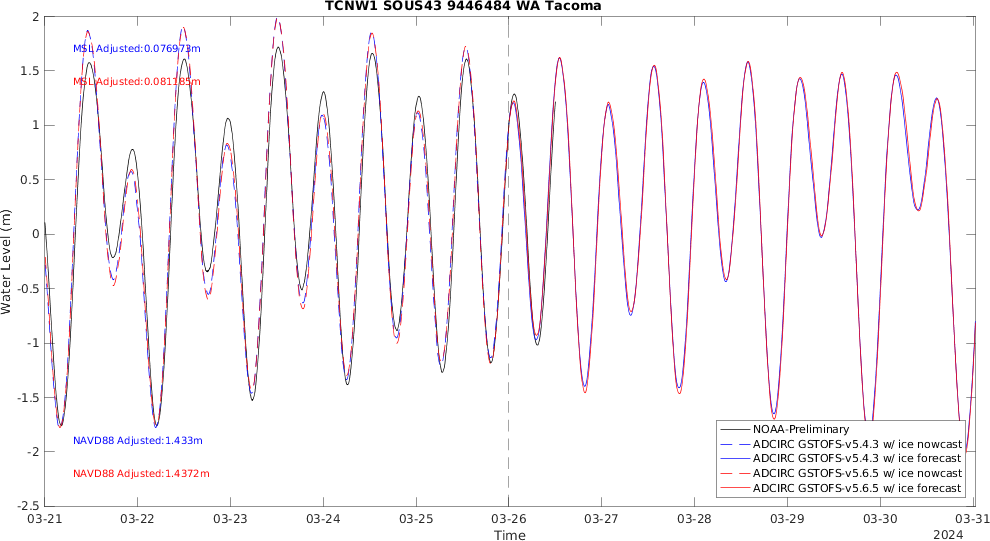 TCNW1 SOUS43 9446484 WA Tacoma
2
1.5
1
0.5
0
-0.5
-1
-1.5
-2
-2.5
Water Level (m)
MSL Adjusted:0.076973m
MSL Adjusted:0.081185m
NAVD88 Adjusted:1.433m
NAVD88 Adjusted:1.4372m
NOAA-Preliminary
ADCIRC GSTOFS-v5.4.3 w/ ice nowcast
ADCIRC GSTOFS-v5.4.3 w/ ice forecast
ADCIRC GSTOFS-v5.6.5 w/ ice nowcast
ADCIRC GSTOFS-v5.6.5 w/ ice forecast
03-21 03-22 03-23 03-24 03-25 03-26 03-27 03-28 03-29 03-30 03-31
Time
2024